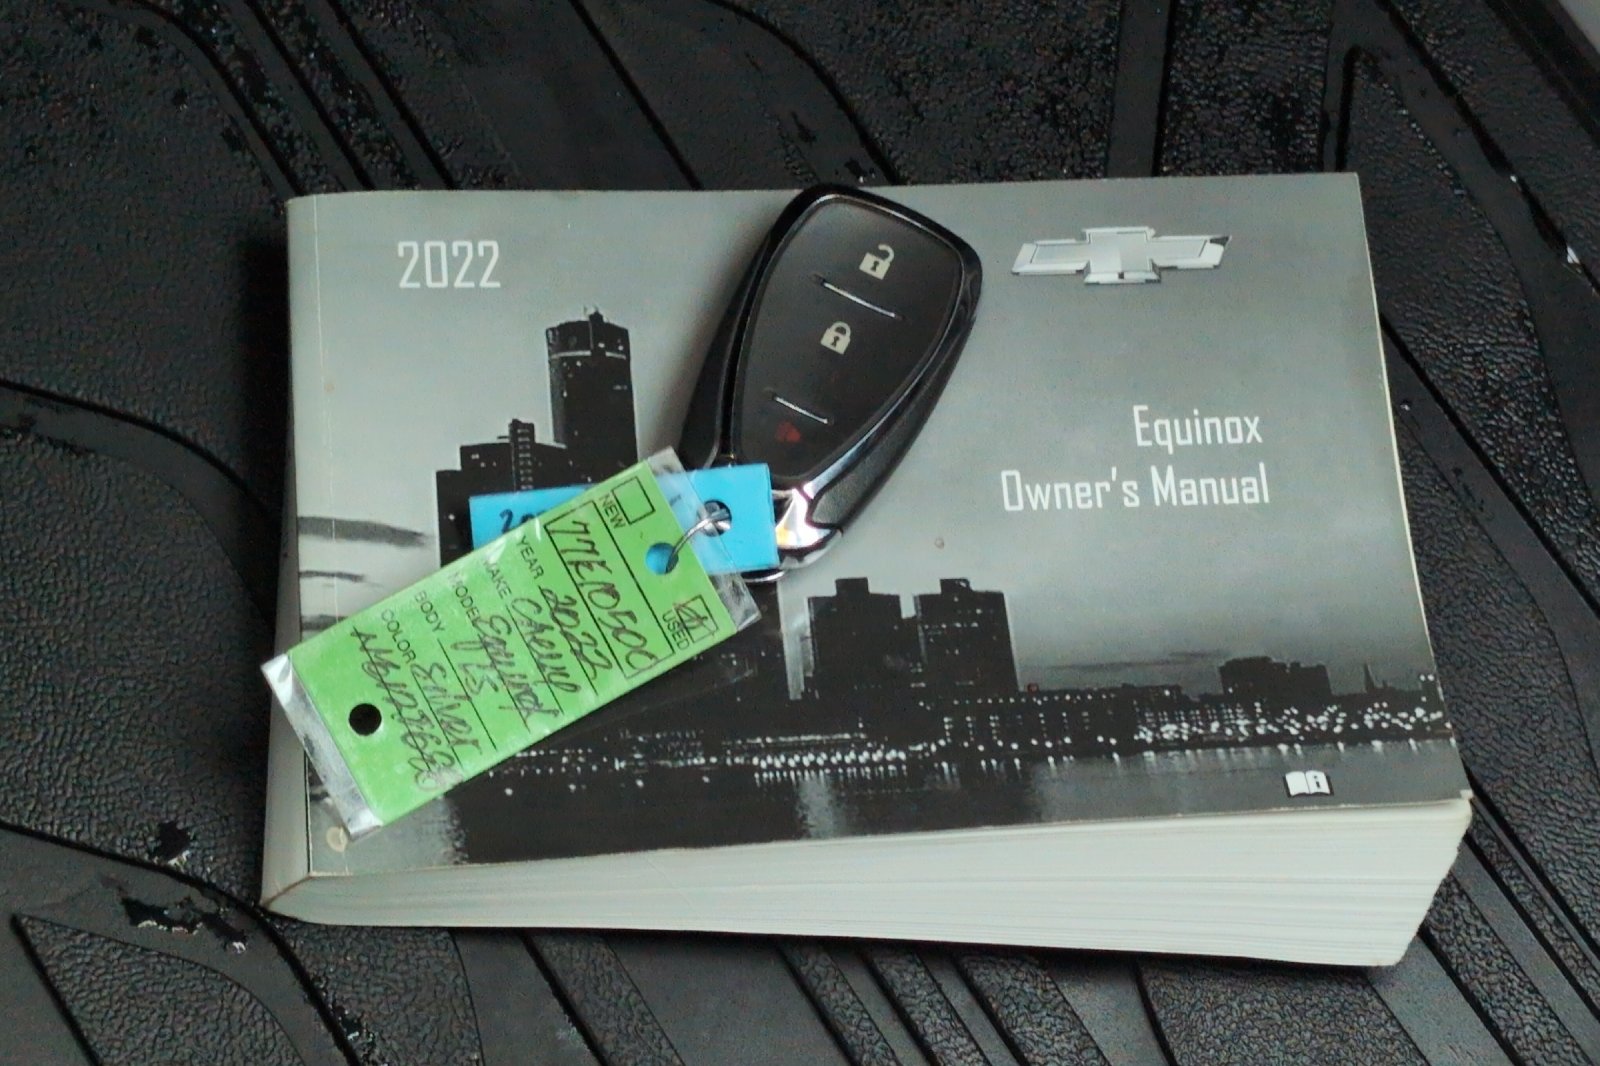 2022
Equinox
Owner's Manual
NEW
USED
YEAR 2022
MAKE Chevy
MODEL Equinox
BODY LS
COLOR Silver